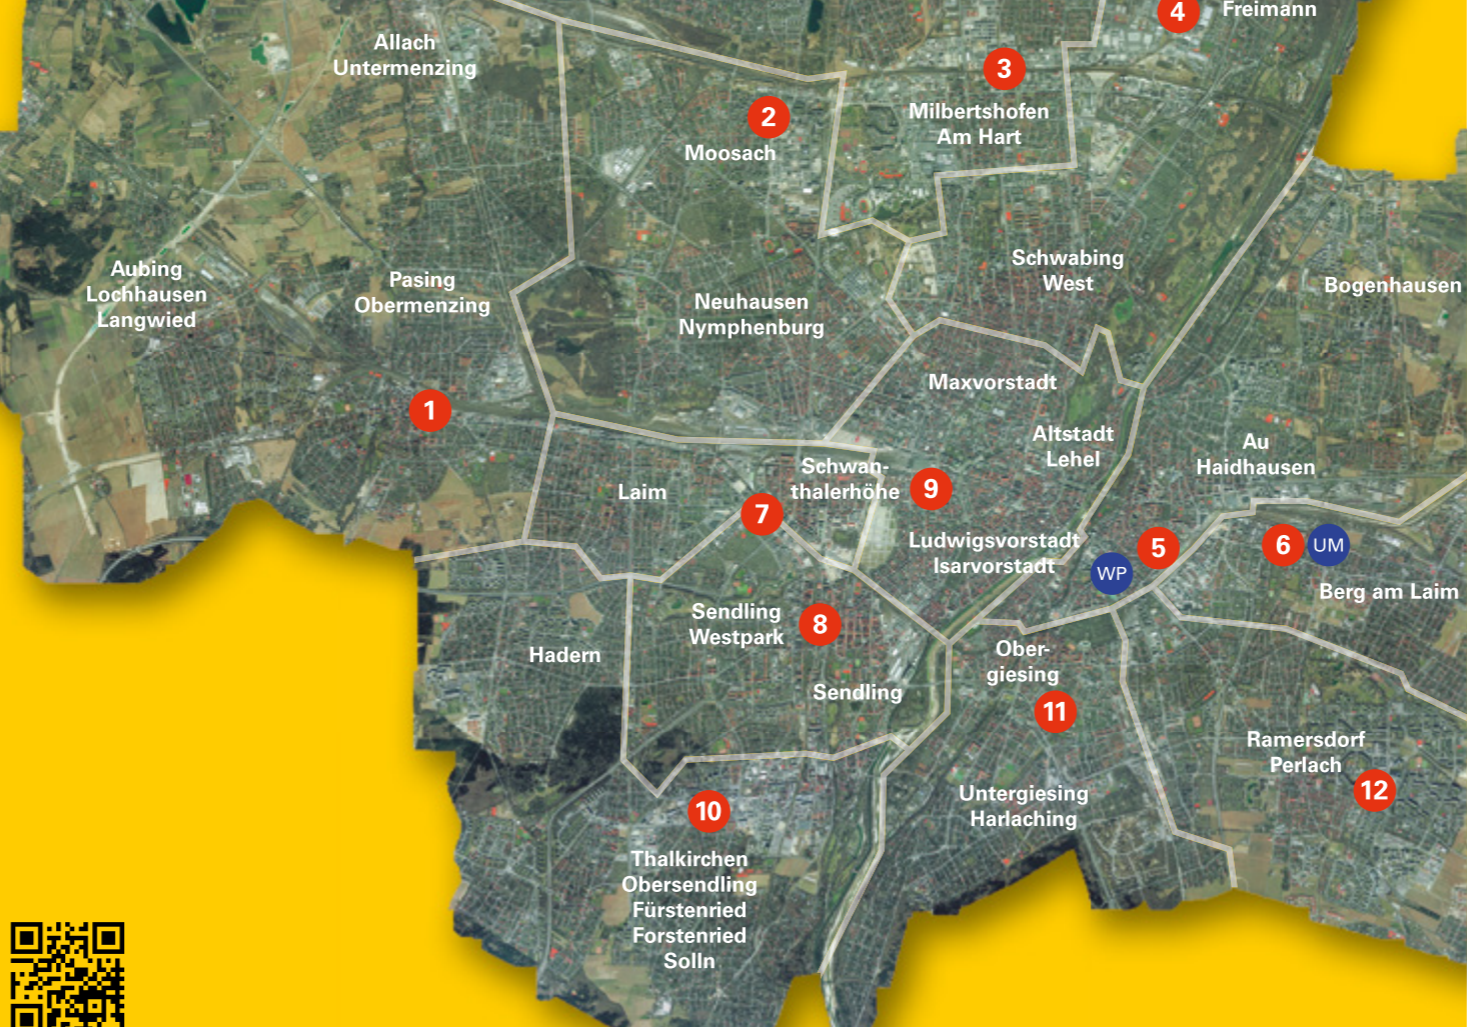 4
Freimann
Allach
Untermenzing
3
2
Milbertshofen
Am Hart
Moosach
Aubing
Lochhausen
Langwied
Pasing
Obermenzing
Neuhausen
Nymphenburg
Schwabing
West
Bogenhausen
1
Maxvorstadt
Altstadt
Lehel
Au
Haidhausen
Laim
Schwan-
thalerhöhe
9
7
Ludwigsvorstadt
Isarvorstadt
5
WP
6
UM
Berg am Laim
Sendling
Westpark
8
Hadern
Sendling
Ober-
giesing
11
Ramersdorf
Perlach
12
10
Untergiesing
Harlaching
Thalkirchen
Obersendling
Fürstenried
Forstenried
Solln